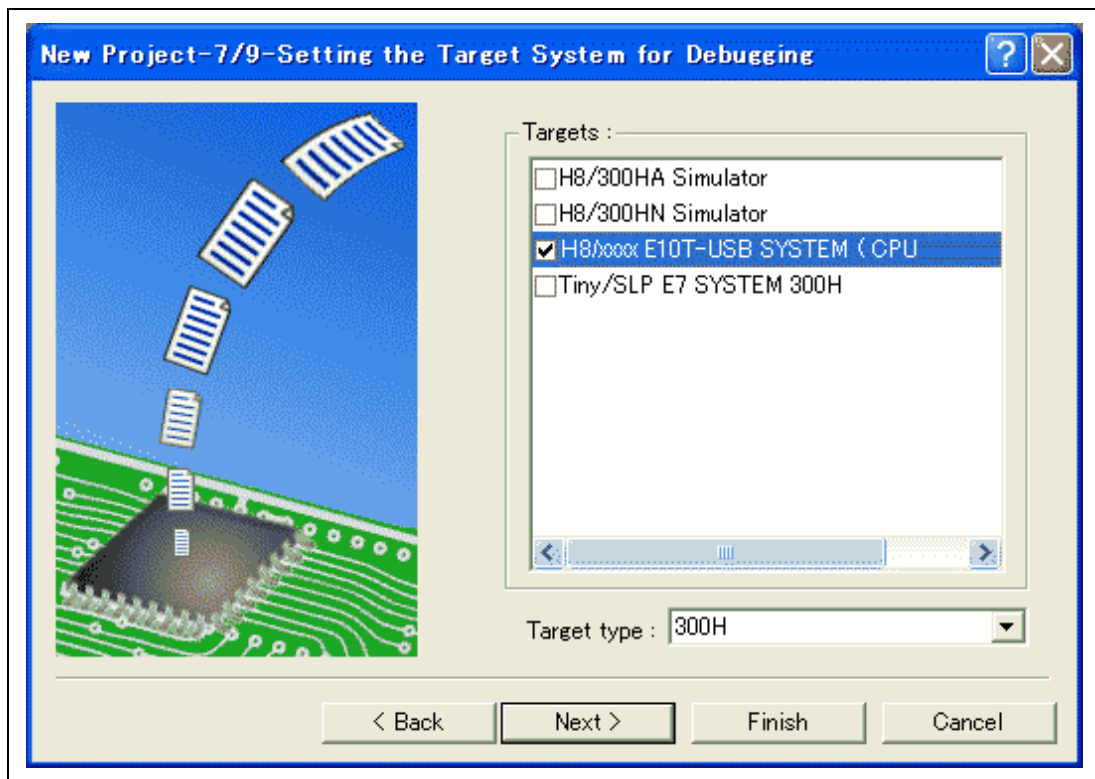 New Project-7/9-Setting the Target System for Debugging
Targets :
H8/300HA Simulator
H8/300HN Simulator
H8/xxxx E10T-USB SYSTEM ( CPU
Tiny/SLP E7 SYSTEM 300H
Target type : 300H
< Back Next > Finish Cancel